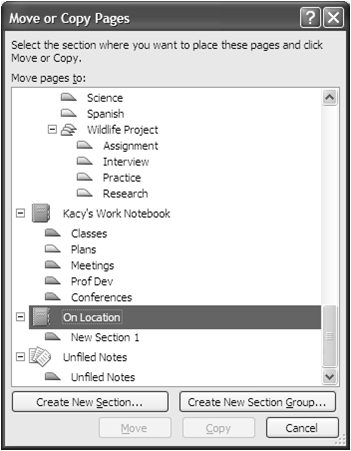 Move or Copy Pages
Select the section where you want to place these pages and click
Move or Copy.
Move pages to:
Science
Spanish
Wildlife Project
Assignment
Interview
Practice
Research
Kacy's Work Notebook
Classes
Plans
Meetings
Prof Dev
Conferences
On Location
New Section 1
Unfiled Notes
Unfiled Notes
Create New Section... Create New Section Group...
Move Copy Cancel